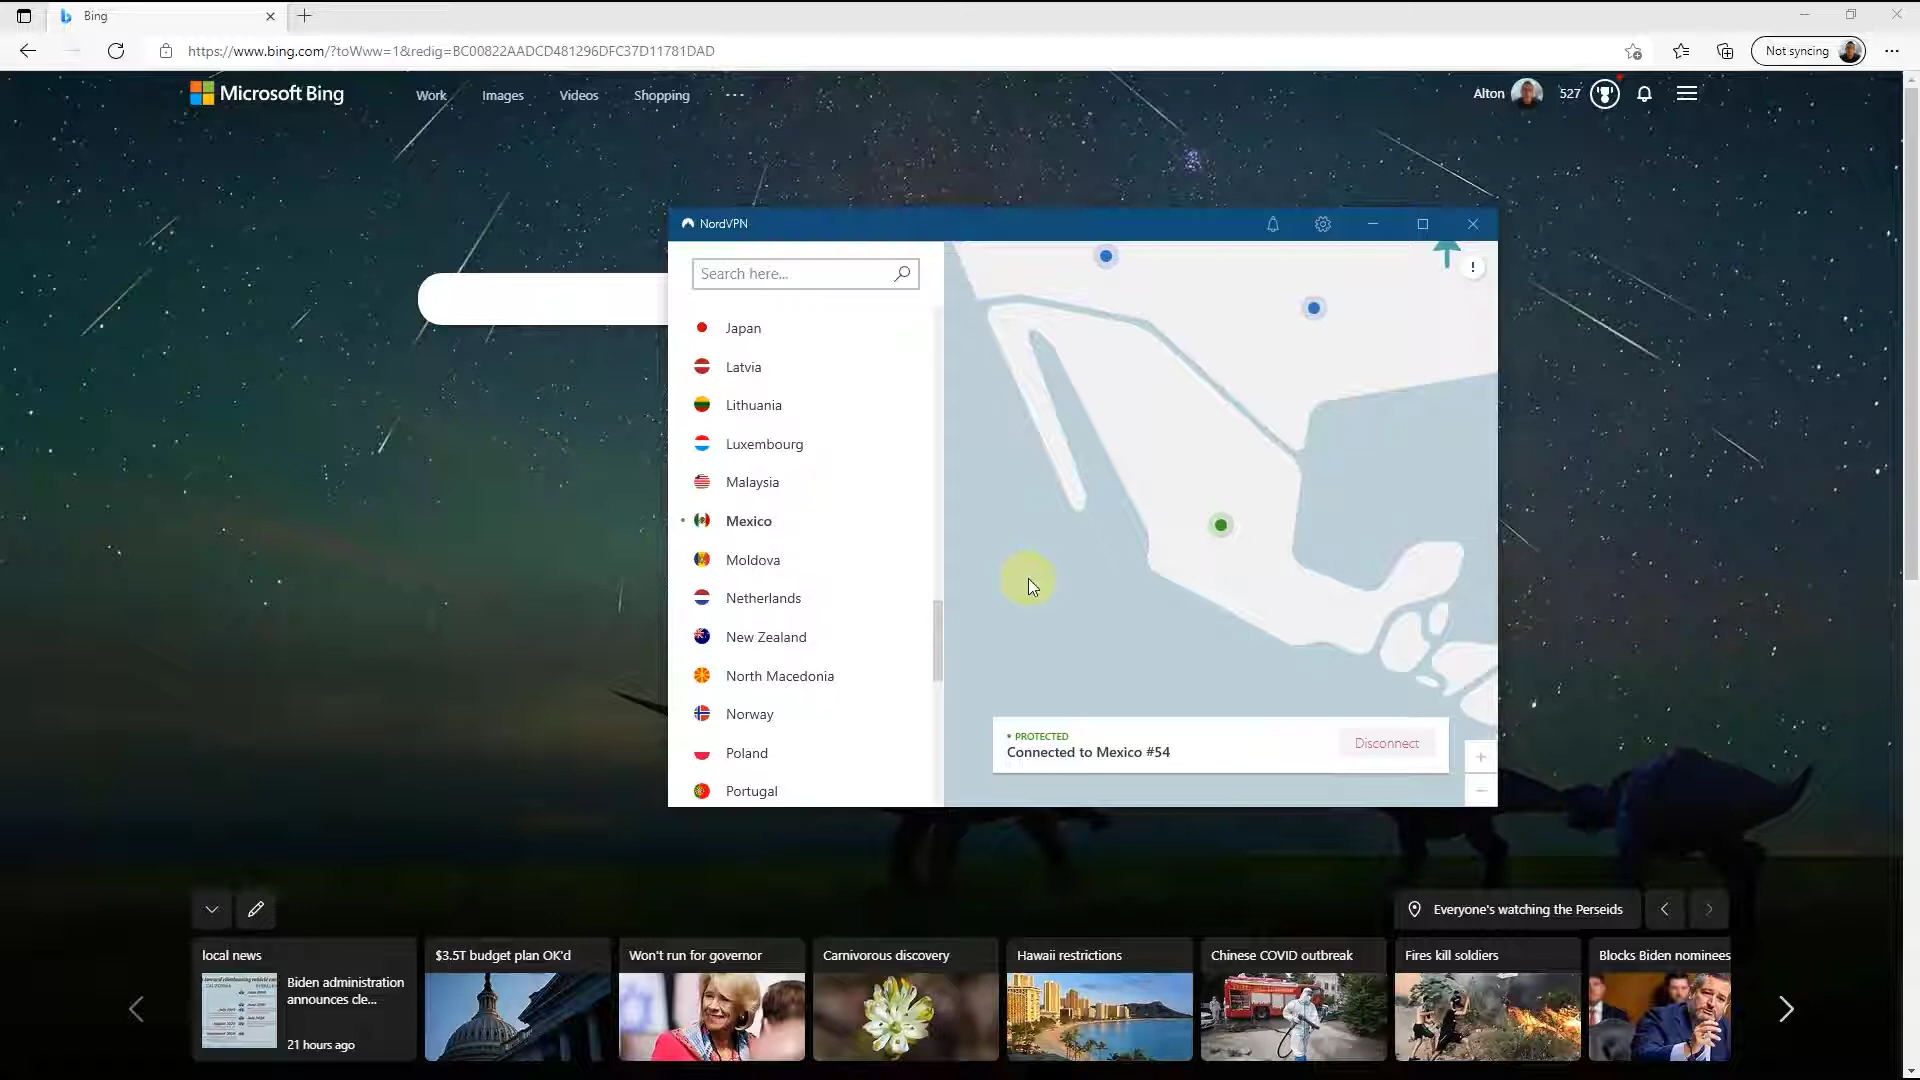 Bing
https://www.bing.com/?toWww=1&redig=BC00822AADCD481296DFC37D11781DAD
Not syncing
Microsoft Bing
Work
Images
Videos
Shopping
Alton
527
NordVPN
Search here...
Japan
Latvia
Lithuania
Luxembourg
Malaysia
Mexico
Moldova
Netherlands
New Zealand
North Macedonia
Norway
Poland
Portugal
PROTECTED
Connected to Mexico #54
Disconnect
Everyone's watching the Perseids
local news
Biden administration
announces cle...
21 hours ago
$3.5T budget plan OK'd
Won't run for governor
Carnivorous discovery
Hawaii restrictions
Chinese COVID outbreak
Fires kill soldiers
Blocks Biden nominees